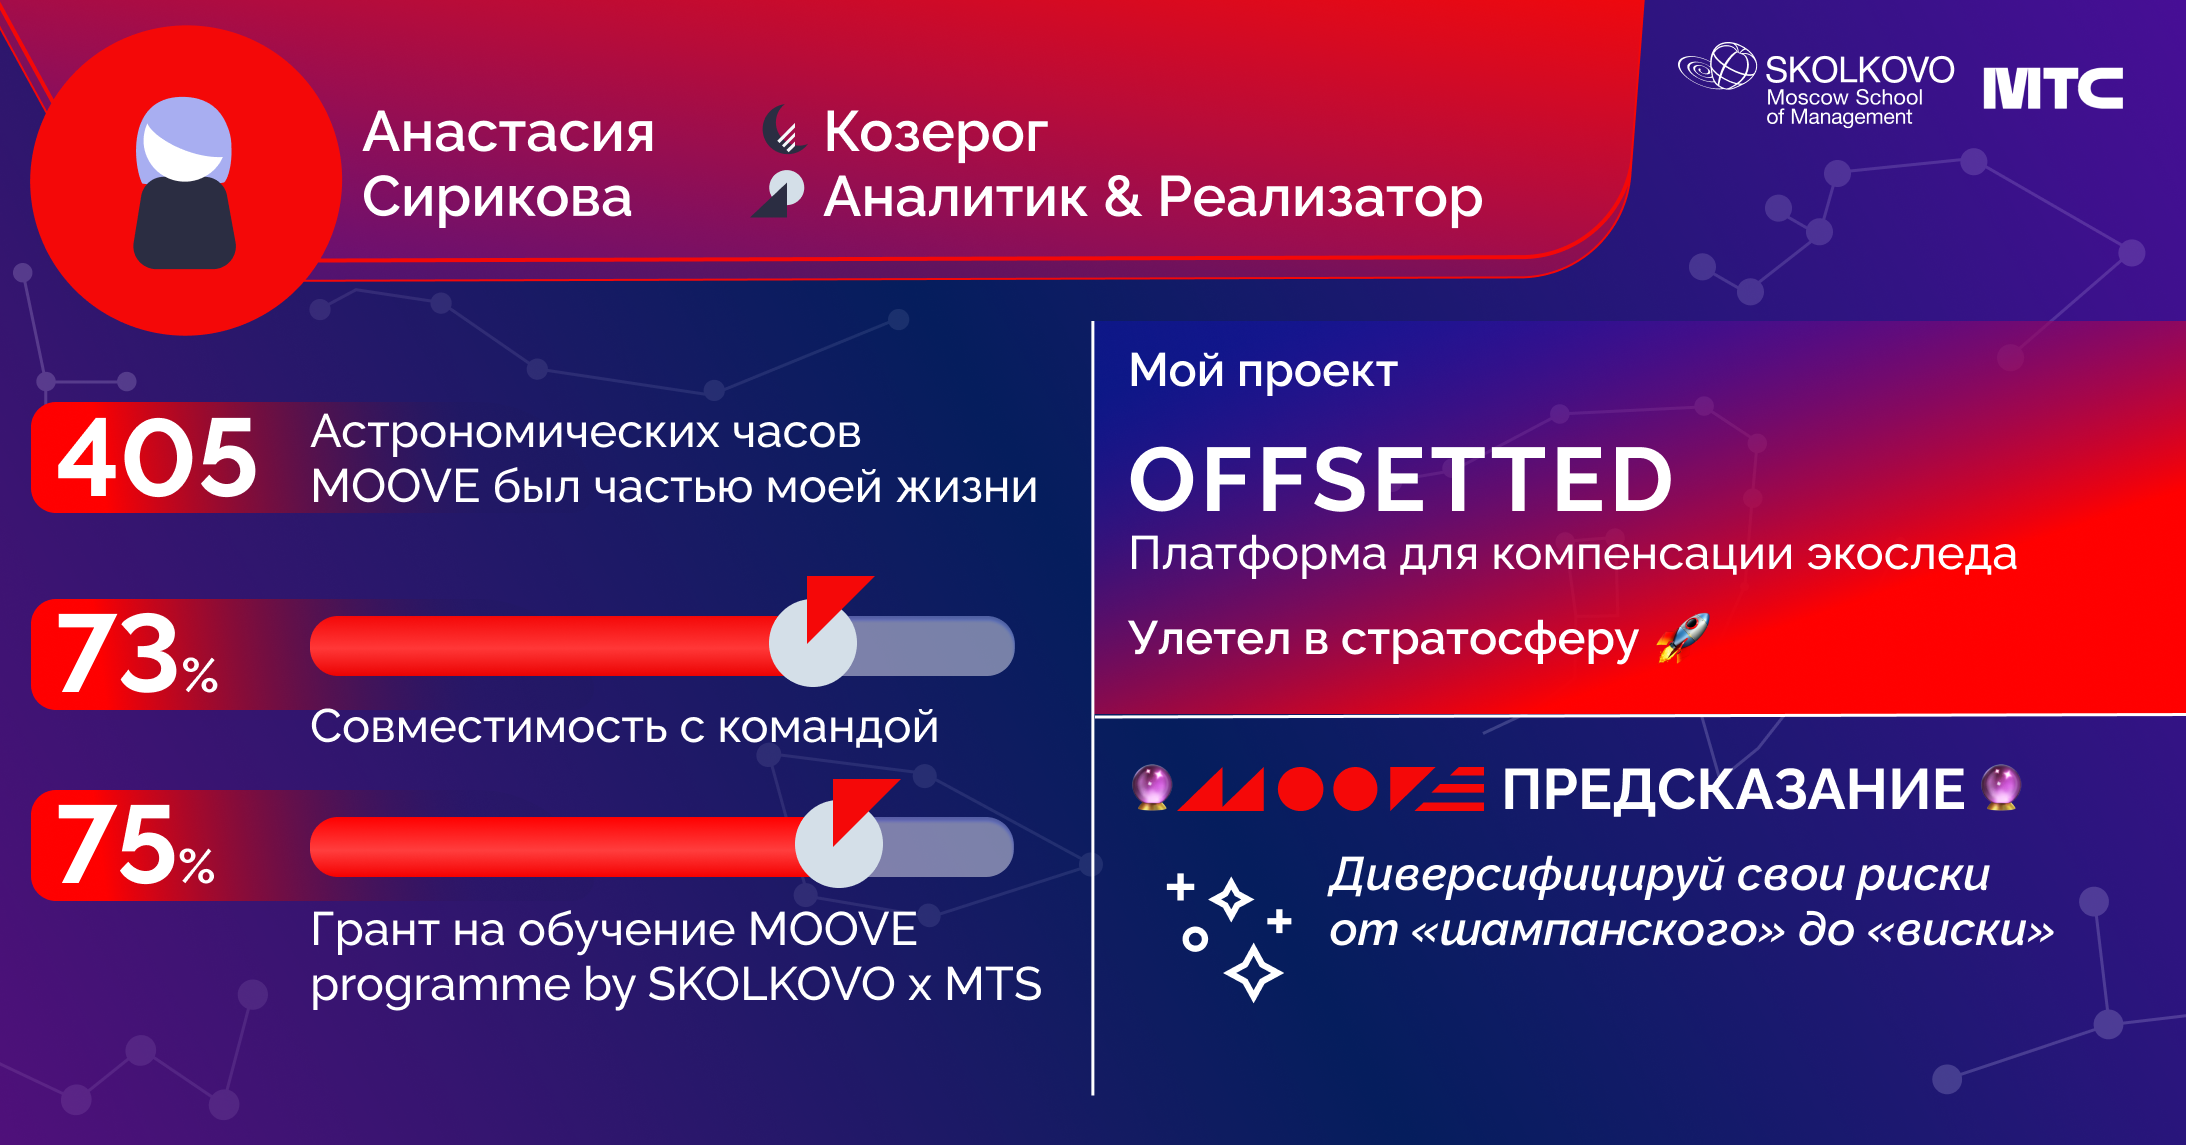 Анастасия
Сирикова
Козерог
Аналитик & Реализатор
SKOLKOVO
Moscow School
of Management
МТС
405
Астрономических часов
MOOVE был частью моей жизни
73%
Совместимость с командой
75%
Грант на обучение MOOVE
programme by SKOLKOVO x MTS
Мой проект
OFFSETTED
Платформа для компенсации экоследа
Улетел в стратосферу 🚀
🔮 MOOVE ПРЕДСКАЗАНИЕ 🔮
Диверсифицируй свои риски
от «шампанского» до «виски»